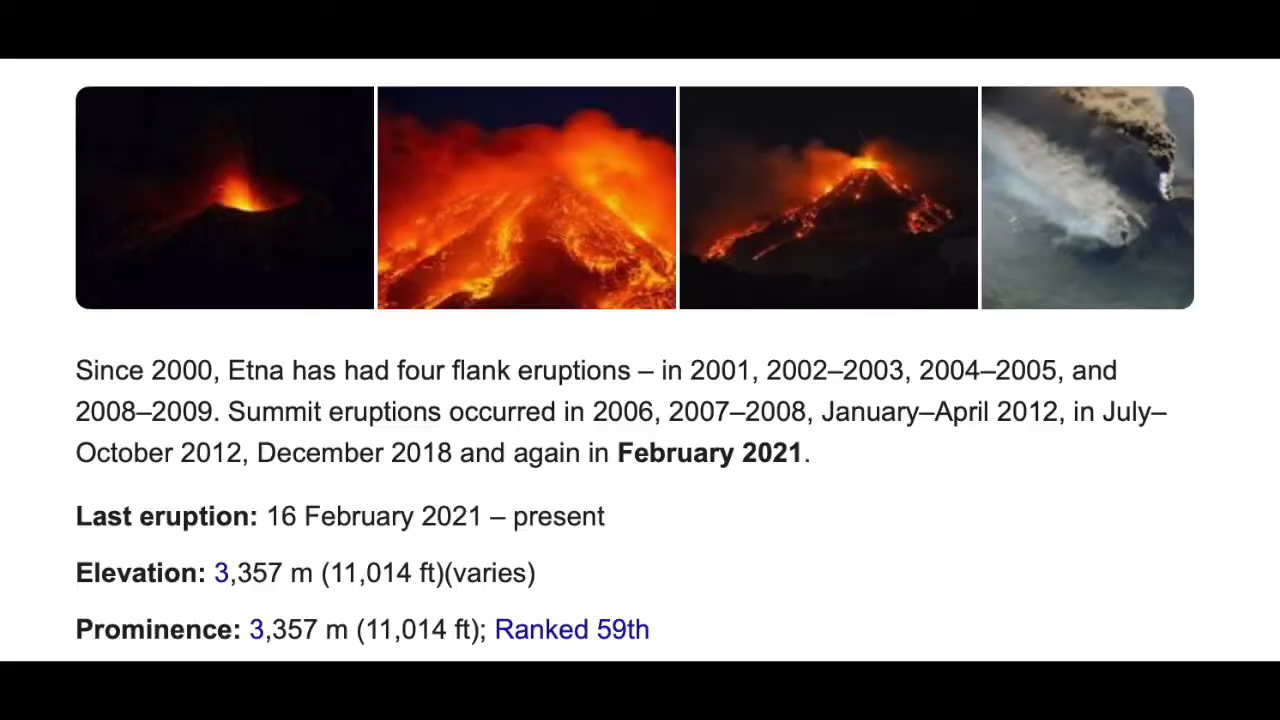 Since 2000, Etna has had four flank eruptions – in 2001, 2002–2003, 2004–2005, and
2008–2009. Summit eruptions occurred in 2006, 2007–2008, January–April 2012, in July–
October 2012, December 2018 and again in February 2021.
Last eruption: 16 February 2021 – present
Elevation: 3,357 m (11,014 ft)(varies)
Prominence: 3,357 m (11,014 ft); Ranked 59th